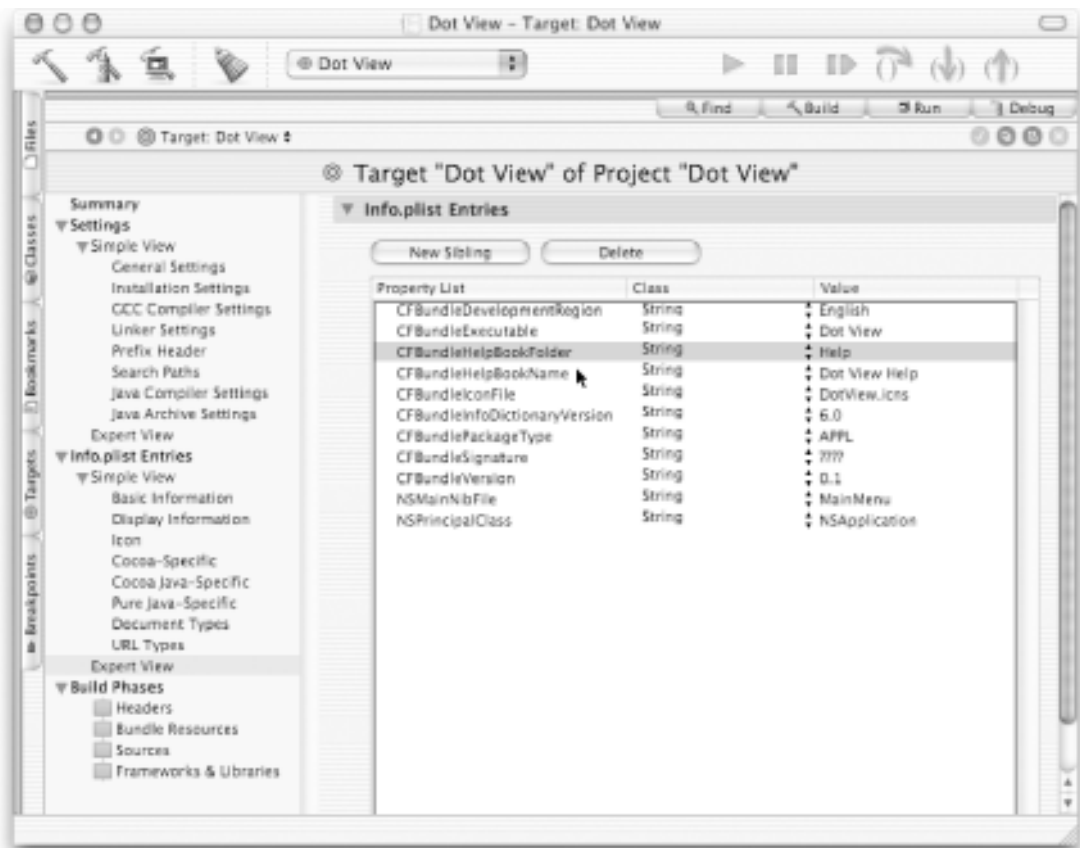 Dot View – Target: Dot View
Dot View
Find
Build
Run
Debug
Target: Dot View
Target "Dot View" of Project "Dot View"
Files
Classes
Bookmarks
Targets
Breakpoints
Summary
Settings
Simple View
General Settings
Installation Settings
GCC Compiler Settings
Linker Settings
Prefix Header
Search Paths
Java Compiler Settings
Java Archive Settings
Expert View
Info.plist Entries
Simple View
Basic Information
Display Information
Icon
Cocoa-Specific
Cocoa Java-Specific
Pure Java-Specific
Document Types
URL Types
Expert View
Build Phases
Headers
Bundle Resources
Sources
Frameworks & Libraries
Info.plist Entries
New Sibling
Delete
Property List Class Value
CFBundleDevelopmentRegion String English
CFBundleExecutable String Dot View
CFBundleHelpBookFolder String Help
CFBundleHelpBookName String Dot View Help
CFBundleIconFile String DotView.icns
CFBundleInfoDictionaryVersion String 6.0
CFBundlePackageType String APPL
CFBundleSignature String ????
CFBundleVersion String 0.1
NSMainNibFile String MainMenu
NSPrincipalClass String NSApplication